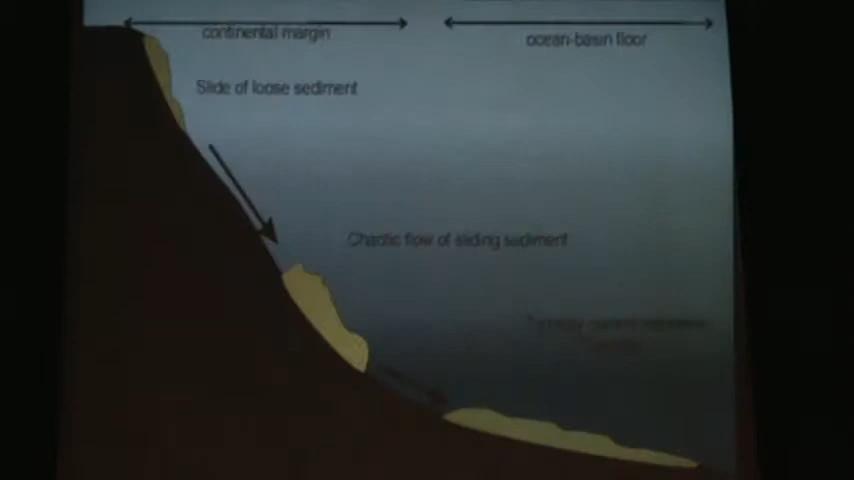 continental margin
ocean-basin floor
Slide of loose sediment
Chaotic flow of sliding sediment